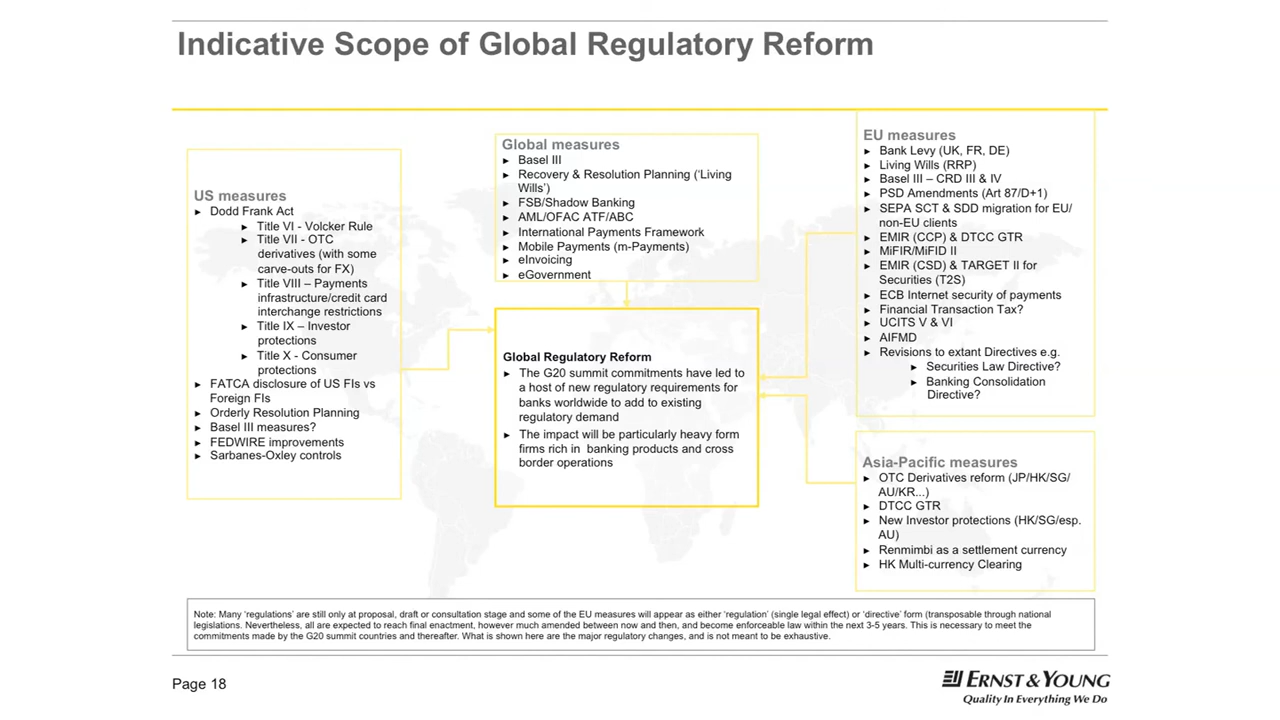 Indicative Scope of Global Regulatory Reform
US measures
► Dodd Frank Act
► Title VI - Volcker Rule
► Title VII - OTC
derivatives (with some
carve-outs for FX)
► Title VIII – Payments
infrastructure/credit card
interchange restrictions
► Title IX – Investor
protections
► Title X - Consumer
protections
► FATCA disclosure of US FIs vs
Foreign FIs
► Orderly Resolution Planning
► Basel III measures?
► FEDWIRE improvements
► Sarbanes-Oxley controls
Global measures
► Basel III
► Recovery & Resolution Planning (‘Living
Wills’)
► FSB/Shadow Banking
► AML/OFAC ATF/ABC
► International Payments Framework
► Mobile Payments (m-Payments)
► eInvoicing
► eGovernment
Global Regulatory Reform
► The G20 summit commitments have led to
a host of new regulatory requirements for
banks worldwide to add to existing
regulatory demand
► The impact will be particularly heavy form
firms rich in banking products and cross
border operations
EU measures
► Bank Levy (UK, FR, DE)
► Living Wills (RRP)
► Basel III – CRD III & IV
► PSD Amendments (Art 87/D+1)
► SEPA SCT & SDD migration for EU/
non-EU clients
► EMIR (CCP) & DTCC GTR
► MiFIR/MiFID II
► EMIR (CSD) & TARGET II for
Securities (T2S)
► ECB Internet security of payments
► Financial Transaction Tax?
► UCITS V & VI
► AIFMD
► Revisions to extant Directives e.g.
► Securities Law Directive?
► Banking Consolidation
Directive?
Asia-Pacific measures
► OTC Derivatives reform (JP/HK/SG/
AU/KR...)
► DTCC GTR
► New Investor protections (HK/SG/esp.
AU)
► Renmimbi as a settlement currency
► HK Multi-currency Clearing
Note: Many ‘regulations’ are still only at proposal, draft or consultation stage and some of the EU measures will appear as either ‘regulation’ (single legal effect) or ‘directive’ form (transposable through national
legislations. Nevertheless, all are expected to reach final enactment, however much amended between now and then, and become enforceable law within the next 3-5 years. This is necessary to meet the
commitments made by the G20 summit countries and thereafter. What is shown here are the major regulatory changes, and is not meant to be exhaustive.
Page 18
ERNST & YOUNG
Quality In Everything We Do